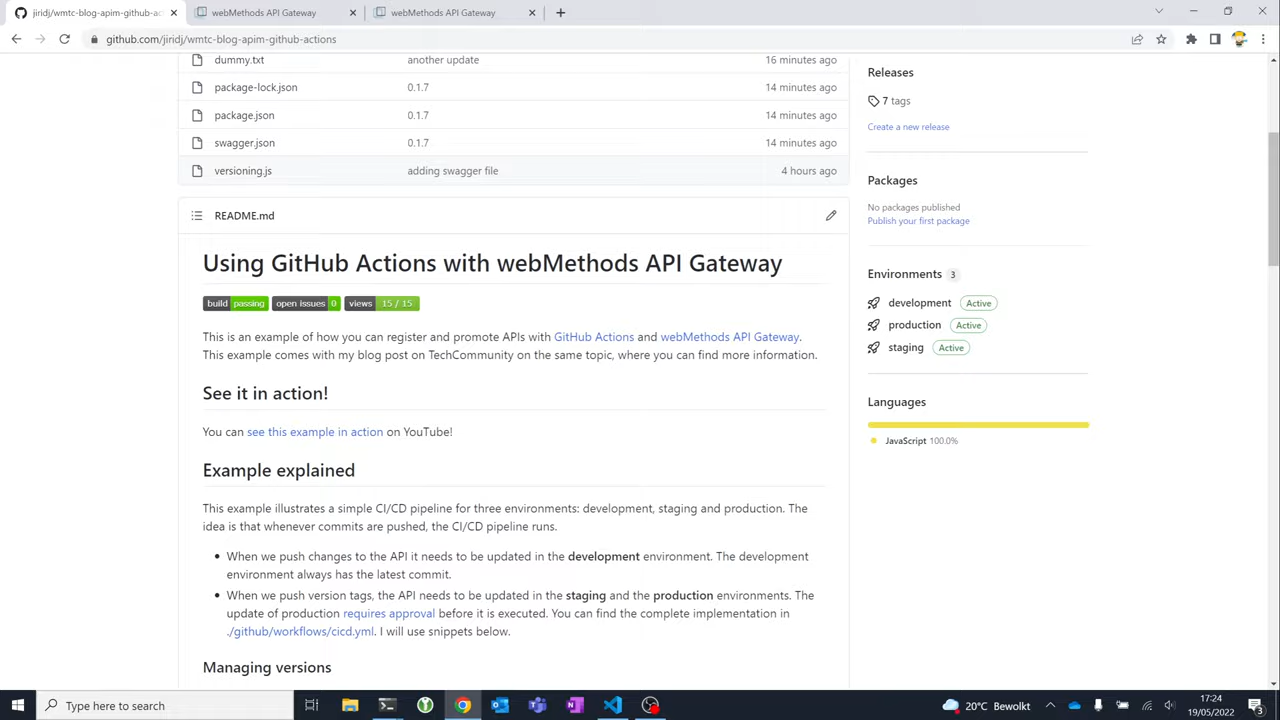 jiridj/wmtc-blog-apim-github-ac
webMethods API Gateway
webMethods API Gateway
github.com/jiridj/wmtc-blog-apim-github-actions
dummy.txt another update 16 minutes ago
package-lock.json 0.1.7 14 minutes ago
package.json 0.1.7 14 minutes ago
swagger.json 0.1.7 14 minutes ago
versioning.js adding swagger file 4 hours ago
README.md
Using GitHub Actions with webMethods API Gateway
build passing open issues 0 views 15 / 15
This is an example of how you can register and promote APIs with GitHub Actions and webMethods API Gateway.
This example comes with my blog post on TechCommunity on the same topic, where you can find more information.
See it in action!
You can see this example in action on YouTube!
Example explained
This example illustrates a simple CI/CD pipeline for three environments: development, staging and production. The
idea is that whenever commits are pushed, the CI/CD pipeline runs.
When we push changes to the API it needs to be updated in the development environment. The development
environment always has the latest commit.
When we push version tags, the API needs to be updated in the staging and the production environments. The
update of production requires approval before it is executed. You can find the complete implementation in
./github/workflows/cicd.yml. I will use snippets below.
Managing versions
Releases
7 tags
Create a new release
Packages
No packages published
Publish your first package
Environments 3
development Active
production Active
staging Active
Languages
JavaScript 100.0%
Type here to search
20°C Bewolkt
17:24
19/05/2022
3